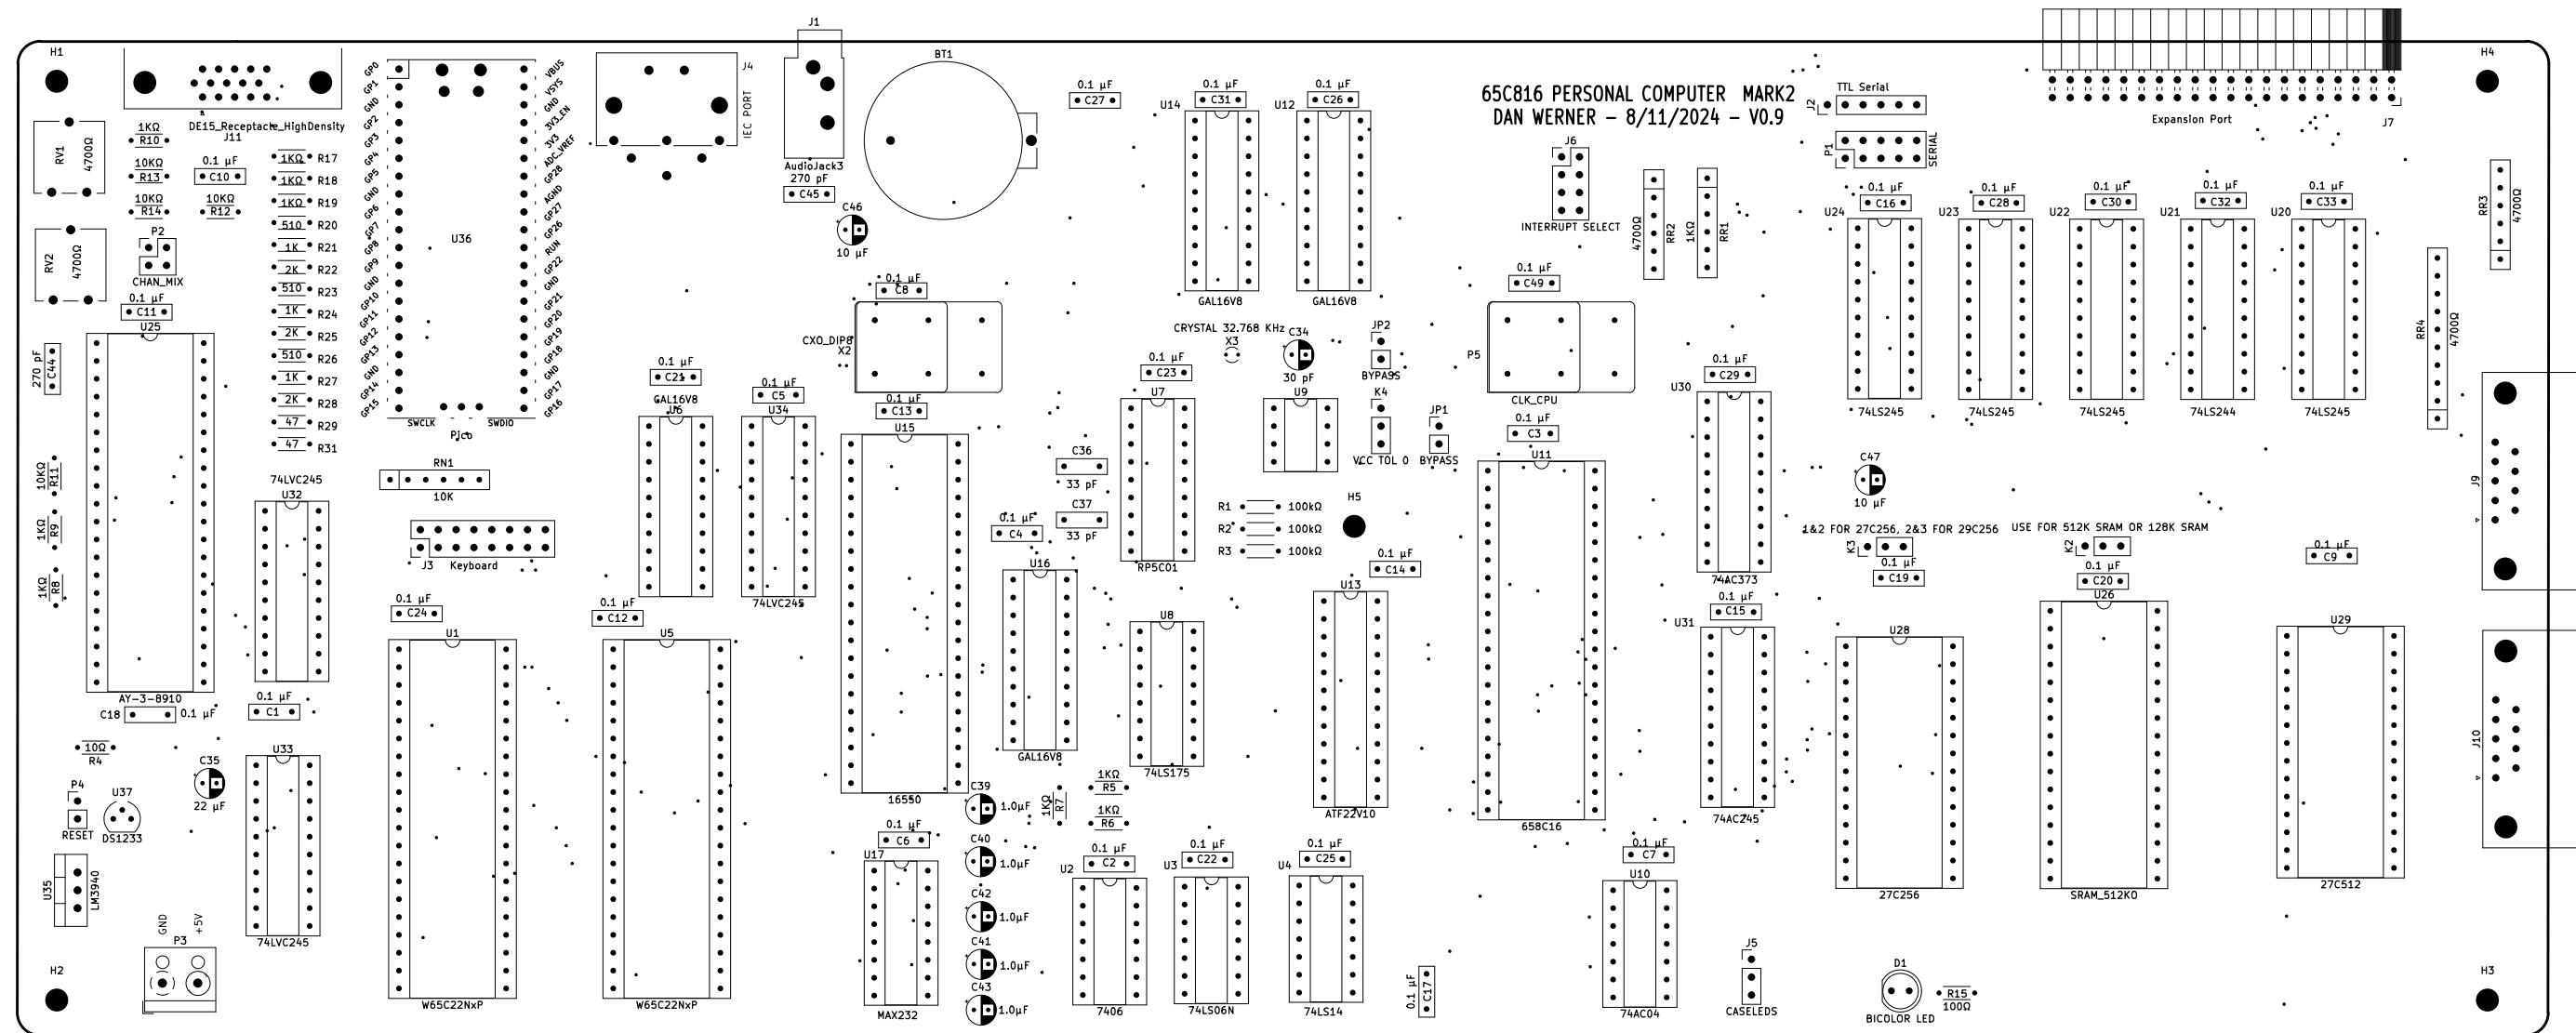 65C816 PERSONAL COMPUTER MARK2
DAN WERNER – 8/11/2024 – V0.9
H1
DE15_Receptacle_HighDensity
J11
RV1
4700Ω
RV2
4700Ω
1KΩ
R10
10KΩ
R13
10KΩ
R14
0.1 µF
C10
10KΩ
R12
P2
CHAN_MIX
0.1 µF
C11
U25
AY-3-8910
270 pF
C44
10KΩ
R11
1KΩ
R9
1KΩ
R8
C18
0.1 µF
1KΩ R17
1KΩ R18
1KΩ R19
510 R20
1K R21
2K R22
510 R23
1K R24
2K R25
510 R26
1K R27
2K R28
47 R29
47 R31
GP0
GP1
GND
GP2
GP3
GP4
GP5
GND
GP6
GP7
GP8
GP9
GND
GP10
GP11
GP12
GP13
GND
GP14
GP15
VBUS
VSYS
GND
3V3_EN
3V3
ADC_VREF
GP28
AGND
GP27
GP26
RUN
GP22
GND
GP21
GP20
GP19
GP18
GND
GP17
GP16
U36
SWCLK
SWDIO
Pico
RN1
10K
J3
Keyboard
74LVC245
U32
0.1 µF
C1
10Ω
R4
C35
22 µF
P4
RESET
U37
DS1233
U35
LM3940
GND
+5V
P3
H2
U33
74LVC245
0.1 µF
C24
U1
W65C22NxP
0.1 µF
C12
U5
W65C22NxP
J4
IEC PORT
J1
AudioJack3
270 pF
C45
C46
10 µF
BT1
0.1 µF
C8
CXO_DIP8
X2
0.1 µF
C13
U15
16550
0.1 µF
C21
GAL16V8
U6
0.1 µF
C5
U34
74LVC245
0.1 µF
C27
0.1 µF
C31
U14
GAL16V8
0.1 µF
C26
U12
GAL16V8
CRYSTAL 32.768 KHz
X3
C34
30 pF
JP2
BYPASS
0.1 µF
C23
U7
RP5C01
U9
K4
VCC TOL 0
JP1
BYPASS
C36
33 pF
C37
33 pF
0.1 µF
C4
U16
GAL16V8
R1 100kΩ
R2 100kΩ
R3 100kΩ
H5
0.1 µF
C14
U13
ATF22V10
U8
74LS175
1KΩ
R5
1KΩ
R6
1KΩ
R7
C39
1.0µF
C40
1.0µF
C42
1.0µF
C41
1.0µF
C43
1.0µF
0.1 µF
C6
U17
MAX232
0.1 µF
C2
U2
7406
0.1 µF
C22
U3
74LS06N
0.1 µF
C25
U4
74LS14
0.1 µF
C17
J6
INTERRUPT SELECT
4700Ω
RR2
1KΩ
RR1
0.1 µF
C49
P5
CLK_CPU
0.1 µF
C3
U11
658C16
0.1 µF
C29
U30
74AC373
0.1 µF
C15
U31
74AC245
0.1 µF
C7
U10
74AC04
J5
CASELEDS
D1
BICOLOR LED
R15
100Ω
J2
TTL Serial
P1
SERIAL
Expansion Port
J7
H4
0.1 µF
C16
U24
74LS245
0.1 µF
C28
U23
74LS245
0.1 µF
C30
U22
74LS245
0.1 µF
C32
U21
74LS244
0.1 µF
C33
U20
74LS245
RR3
4700Ω
RR4
4700Ω
C47
10 µF
1&2 FOR 27C256, 2&3 FOR 29C256
K3
0.1 µF
C19
U28
27C256
USE FOR 512K SRAM OR 128K SRAM
K2
0.1 µF
C20
U26
SRAM_512KO
0.1 µF
C9
U29
27C512
J9
J10
H3